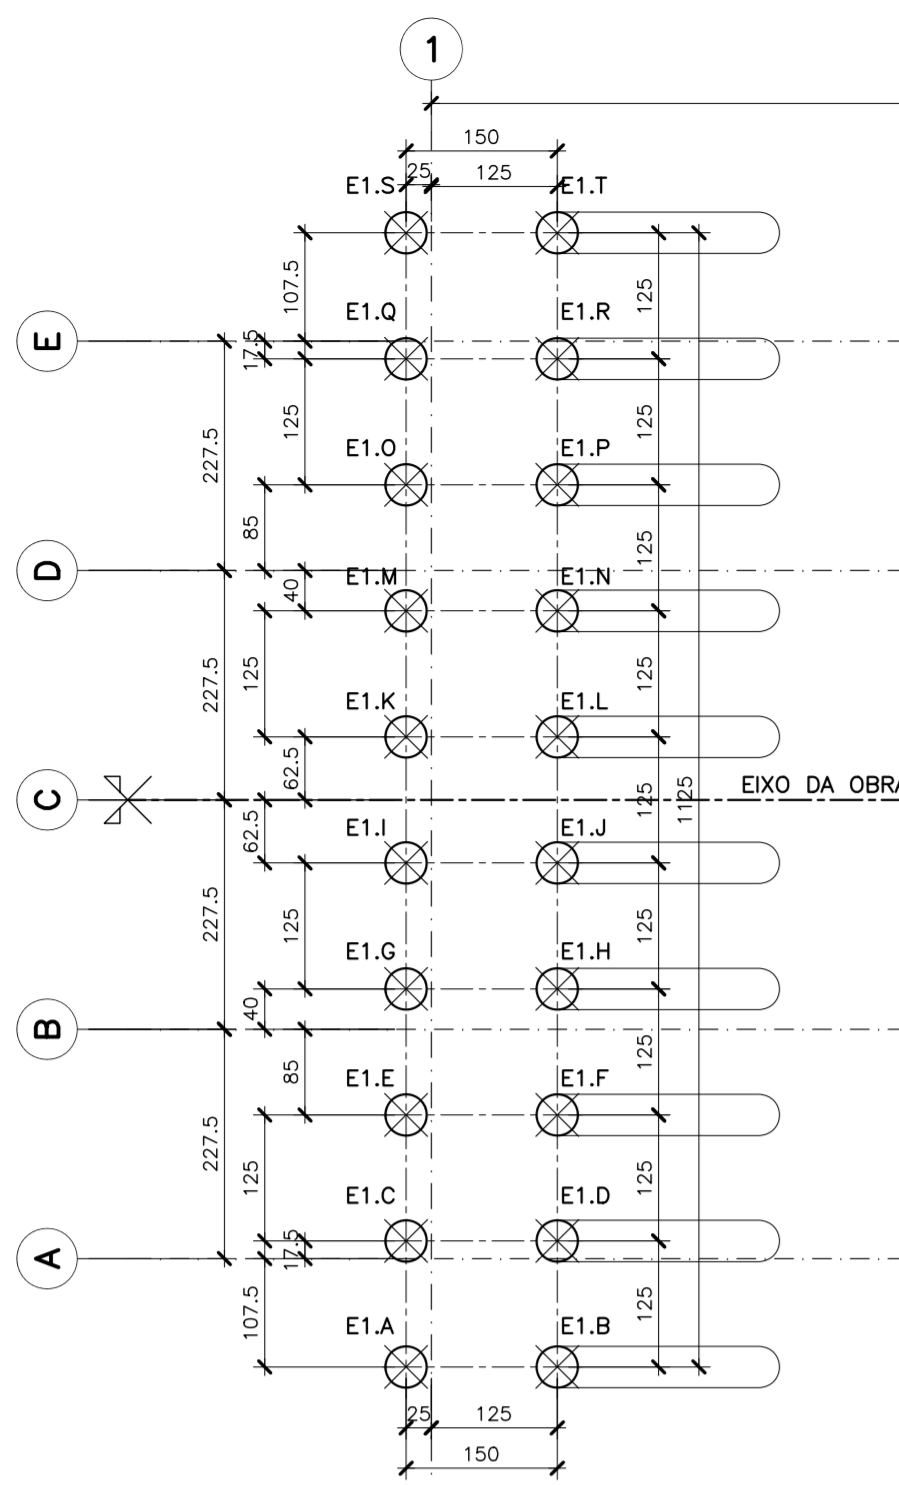 1
150
25 125
E1.S E1.T
107.5 125
E1.Q E1.R
E
17.5
125 125
227.5
E1.O E1.P
85 125
D
E1.M E1.N
40
227.5 125 125
E1.K E1.L
62.5
C EIXO DA OBRA
125 1125
62.5
E1.I E1.J
227.5 125 125
E1.G E1.H
40
B
85 125
E1.E E1.F
227.5 125 125
E1.C E1.D
17.5
A
107.5 125
E1.A E1.B
25 125
150